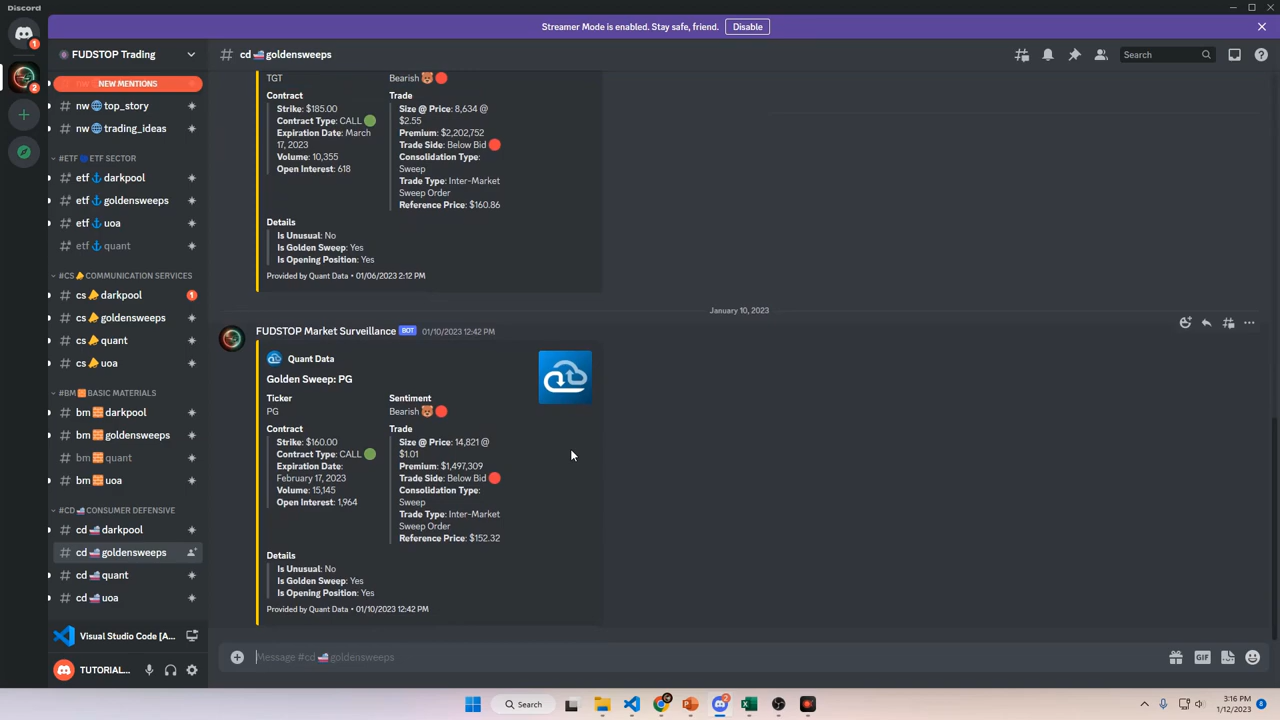 Discord
Streamer Mode is enabled. Stay safe, friend. Disable
1
2
FUDSTOP Trading
NEW MENTIONS
nw top_story
nw trading_ideas
#ETF ETF SECTOR
etf darkpool
etf goldensweeps
etf uoa
etf quant
#CS COMMUNICATION SERVICES
cs darkpool 1
cs goldensweeps
cs quant
cs uoa
#BM BASIC MATERIALS
bm darkpool
bm goldensweeps
bm quant
bm uoa
#CD CONSUMER DEFENSIVE
cd darkpool
cd goldensweeps
cd quant
cd uoa
Visual Studio Code [A...
TUTORIAL...
cd goldensweeps
Search
TGT
Bearish
Contract
Strike: $185.00
Contract Type: CALL
Expiration Date: March
17, 2023
Volume: 10,355
Open Interest: 618
Trade
Size @ Price: 8,634 @
$2.55
Premium: $2,202,752
Trade Side: Below Bid
Consolidation Type:
Sweep
Trade Type: Inter-Market
Sweep Order
Reference Price: $160.86
Details
Is Unusual: No
Is Golden Sweep: Yes
Is Opening Position: Yes
Provided by Quant Data • 01/06/2023 2:12 PM
January 10, 2023
FUDSTOP Market Surveillance BOT 01/10/2023 12:42 PM
Quant Data
Golden Sweep: PG
Ticker
PG
Sentiment
Bearish
Contract
Strike: $160.00
Contract Type: CALL
Expiration Date:
February 17, 2023
Volume: 15,145
Open Interest: 1,964
Trade
Size @ Price: 14,821 @
$1.01
Premium: $1,497,309
Trade Side: Below Bid
Consolidation Type:
Sweep
Trade Type: Inter-Market
Sweep Order
Reference Price: $152.32
Details
Is Unusual: No
Is Golden Sweep: Yes
Is Opening Position: Yes
Provided by Quant Data • 01/10/2023 12:42 PM
Message #cd goldensweeps
GIF
Search
3:16 PM
1/12/2023